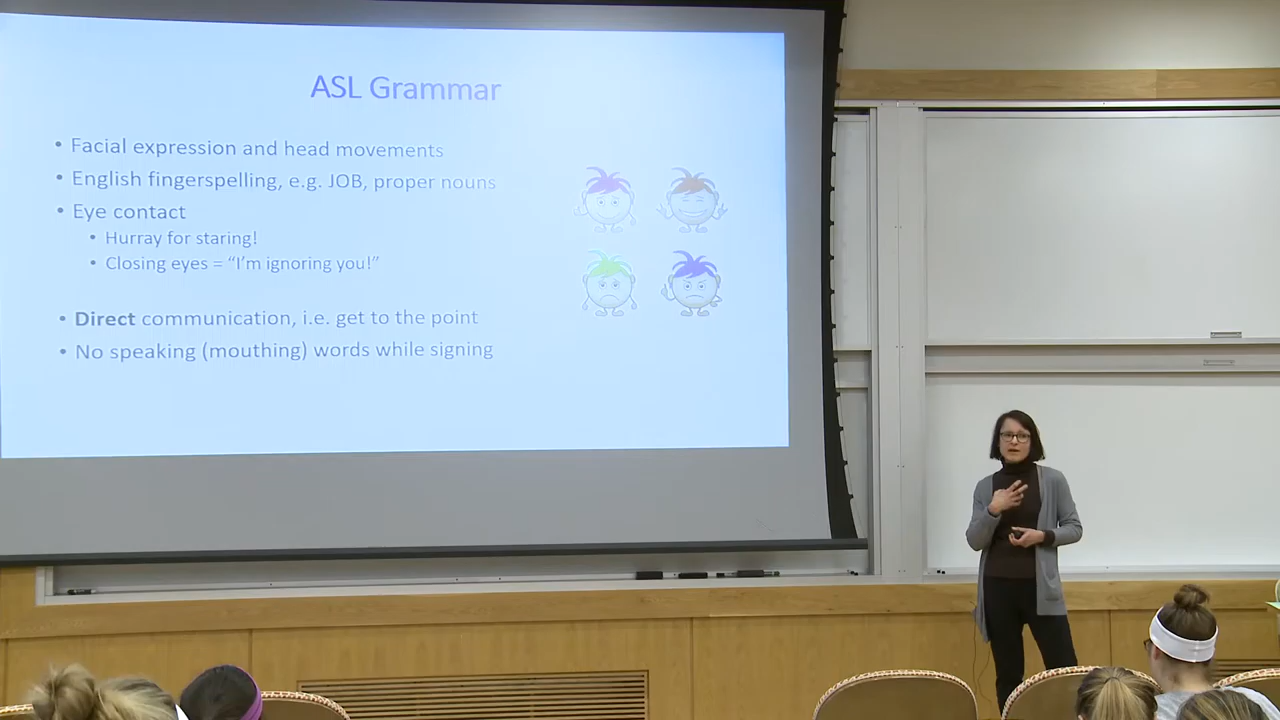 ASL Grammar
• Facial expression and head movements
• English fingerspelling, e.g. JOB, proper nouns
• Eye contact
• Hurray for staring!
• Closing eyes = “I’m ignoring you!”
• Direct communication, i.e. get to the point
• No speaking (mouthing) words while signing